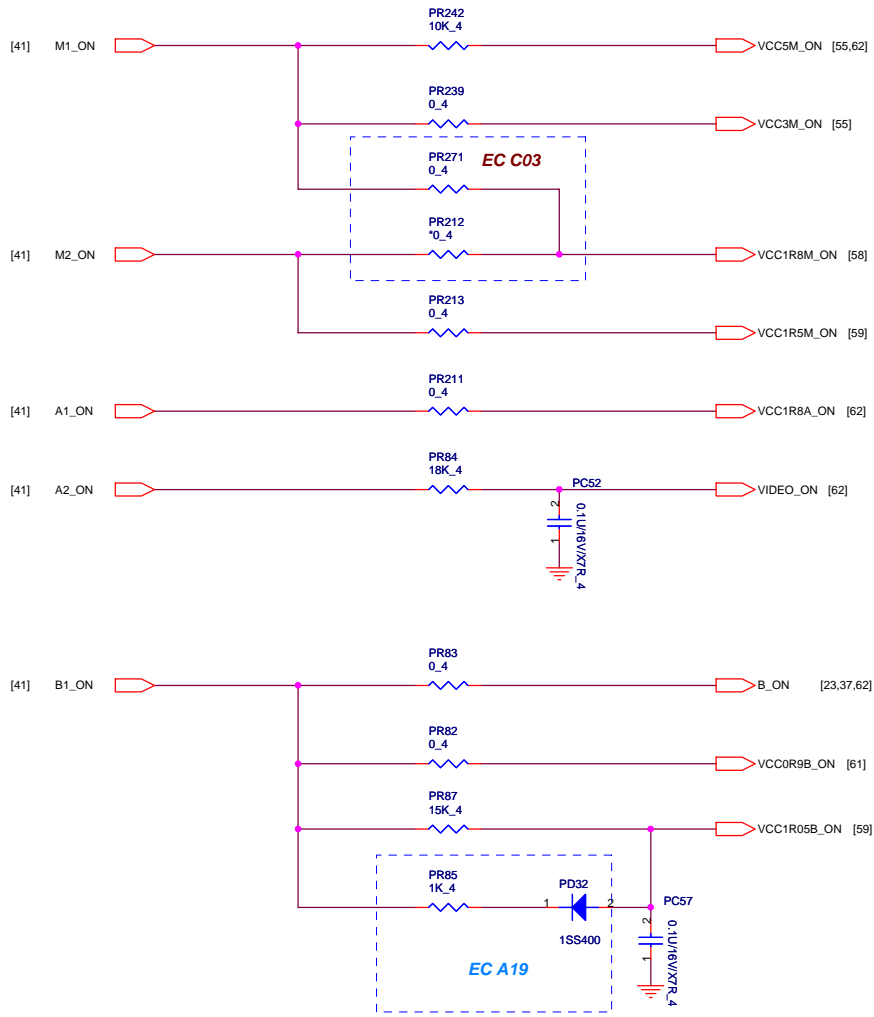 PR242
10K_4
[41] M1_ON VCC5M_ON [55,62]
PR239
0_4
VCC3M_ON [55]
PR271
0_4
EC C03
PR212
*0_4
[41] M2_ON VCC1R8M_ON [58]
PR213
0_4
VCC1R5M_ON [59]
PR211
0_4
[41] A1_ON VCC1R8A_ON [62]
PR84
18K_4
PC52
[41] A2_ON VIDEO_ON [62]
2
1
0.1U/16V/X7R_4
PR83
0_4
[41] B1_ON B_ON [23,37,62]
PR82
0_4
VCC0R9B_ON [61]
PR87
15K_4
VCC1R05B_ON [59]
PR85
1K_4
PD32
1 2
1SS400
PC57
2
1
0.1U/16V/X7R_4
EC A19